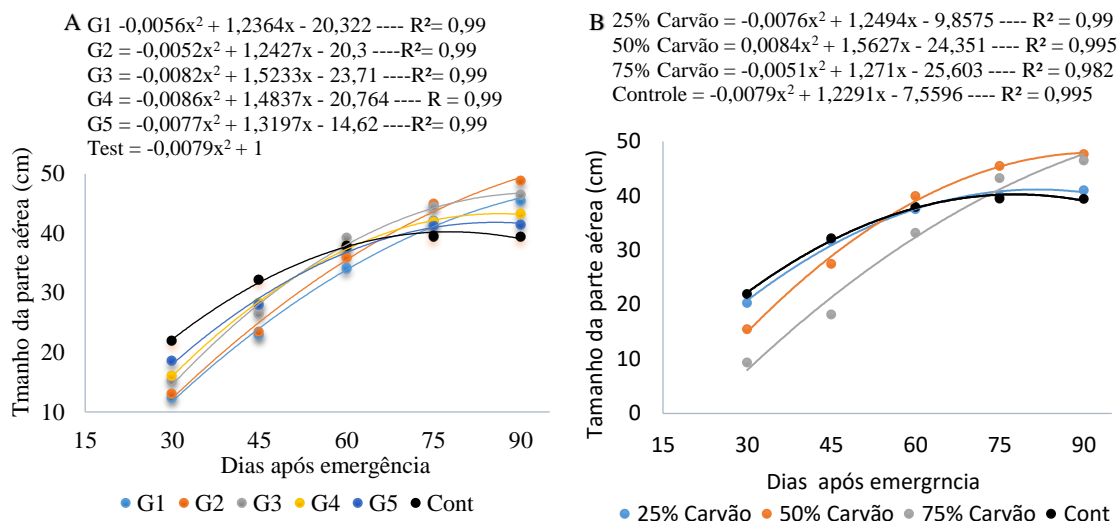 A
G1 -0,0056x² + 1,2364x - 20,322 ---- R²= 0,99
G2 = -0,0052x² + 1,2427x - 20,3 ----R²= 0,99
G3 = -0,0082x² + 1,5233x - 23,71 ----R²= 0,99
G4 = -0,0086x² + 1,4837x - 20,764 ---- R = 0,99
G5 = -0,0077x² + 1,3197x - 14,62 ----R²= 0,99
Test = -0,0079x² + 1
Tmanho da parte aérea (cm)
50
40
30
20
10
15 30 45 60 75 90
Dias após emergência
G1 G2 G3 G4 G5 Cont
B
25% Carvão = -0,0076x² + 1,2494x - 9,8575 ---- R² = 0,99
50% Carvão = 0,0084x² + 1,5627x - 24,351 ---- R² = 0,995
75% Carvão = -0,0051x² + 1,271x - 25,603 ---- R² = 0,982
Controle = -0,0079x² + 1,2291x - 7,5596 ---- R² = 0,995
Tamanho da parte aérea (cm)
50
40
30
20
10
0
15 30 45 60 75 90
Dias após emergrncia
25% Carvão 50% Carvão 75% Carvão Cont